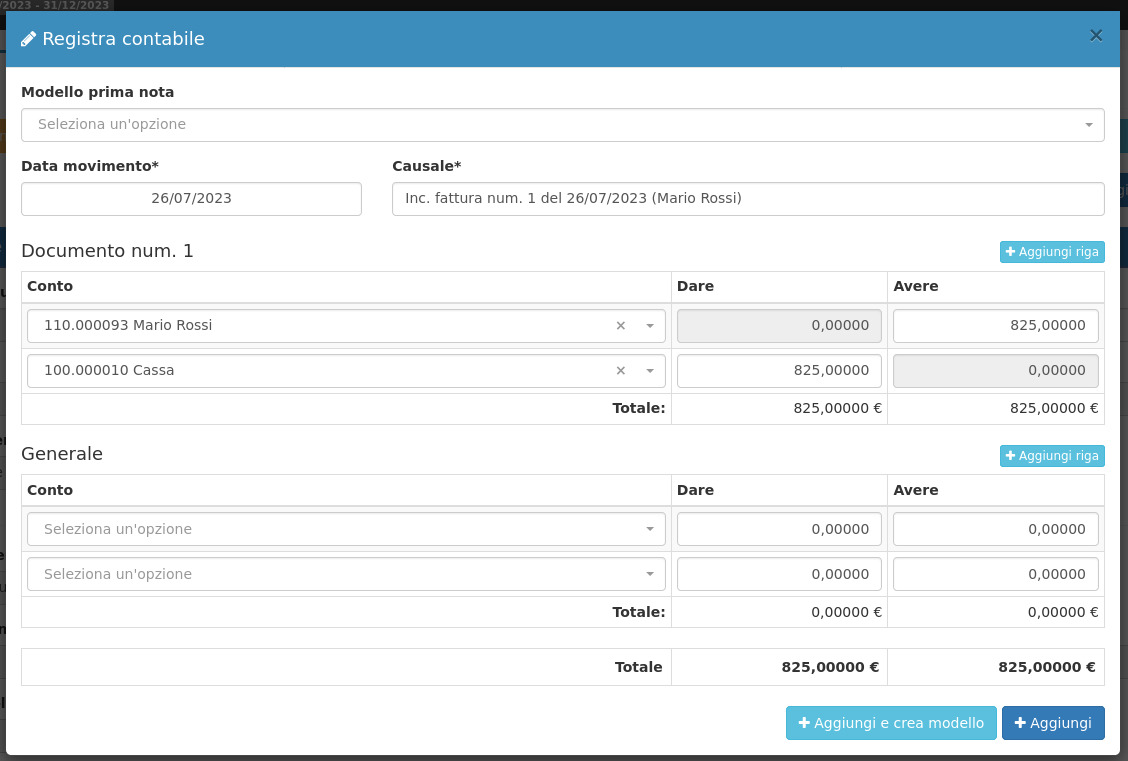 /2023 - 31/12/2023
Registra contabile ×
Modello prima nota
Seleziona un'opzione
Data movimento* Causale*
26/07/2023 Inc. fattura num. 1 del 26/07/2023 (Mario Rossi)
Documento num. 1 Aggiungi riga
Conto Dare Avere
110.000093 Mario Rossi × 0,00000 825,00000
100.000010 Cassa × 825,00000 0,00000
Totale: 825,00000 € 825,00000 €
Generale Aggiungi riga
Conto Dare Avere
Seleziona un'opzione 0,00000 0,00000
Seleziona un'opzione 0,00000 0,00000
Totale: 0,00000 € 0,00000 €
Totale 825,00000 € 825,00000 €
Aggiungi e crea modello Aggiungi